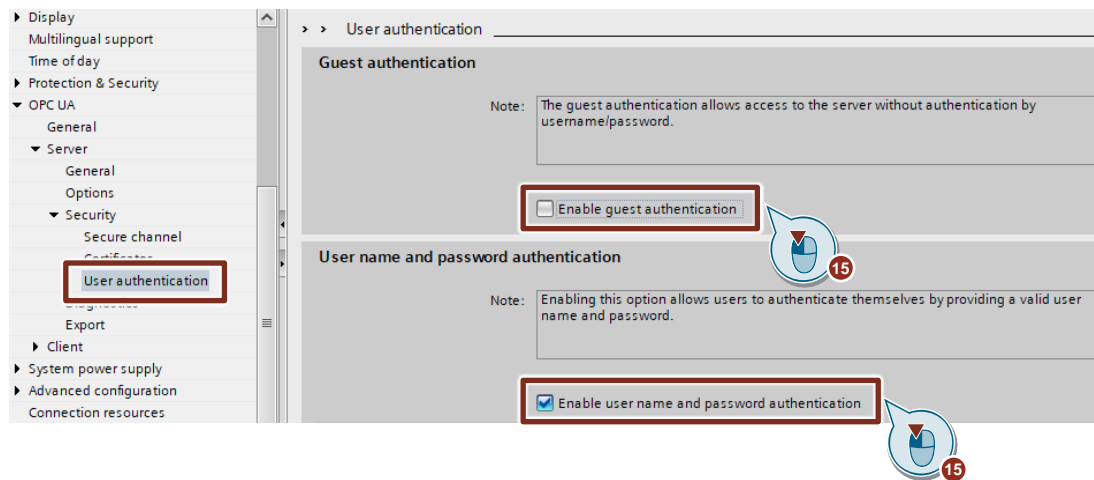 Display
Multilingual support
Time of day
Protection & Security
OPC UA
General
Server
General
Options
Security
Secure channel
Certificates
User authentication
Diagnostics
Export
Client
System power supply
Advanced configuration
Connection resources
> > User authentication
Guest authentication
Note: The guest authentication allows access to the server without authentication by
username/password.
Enable guest authentication
15
User name and password authentication
Note: Enabling this option allows users to authenticate themselves by providing a valid user
name and password.
Enable user name and password authentication
15